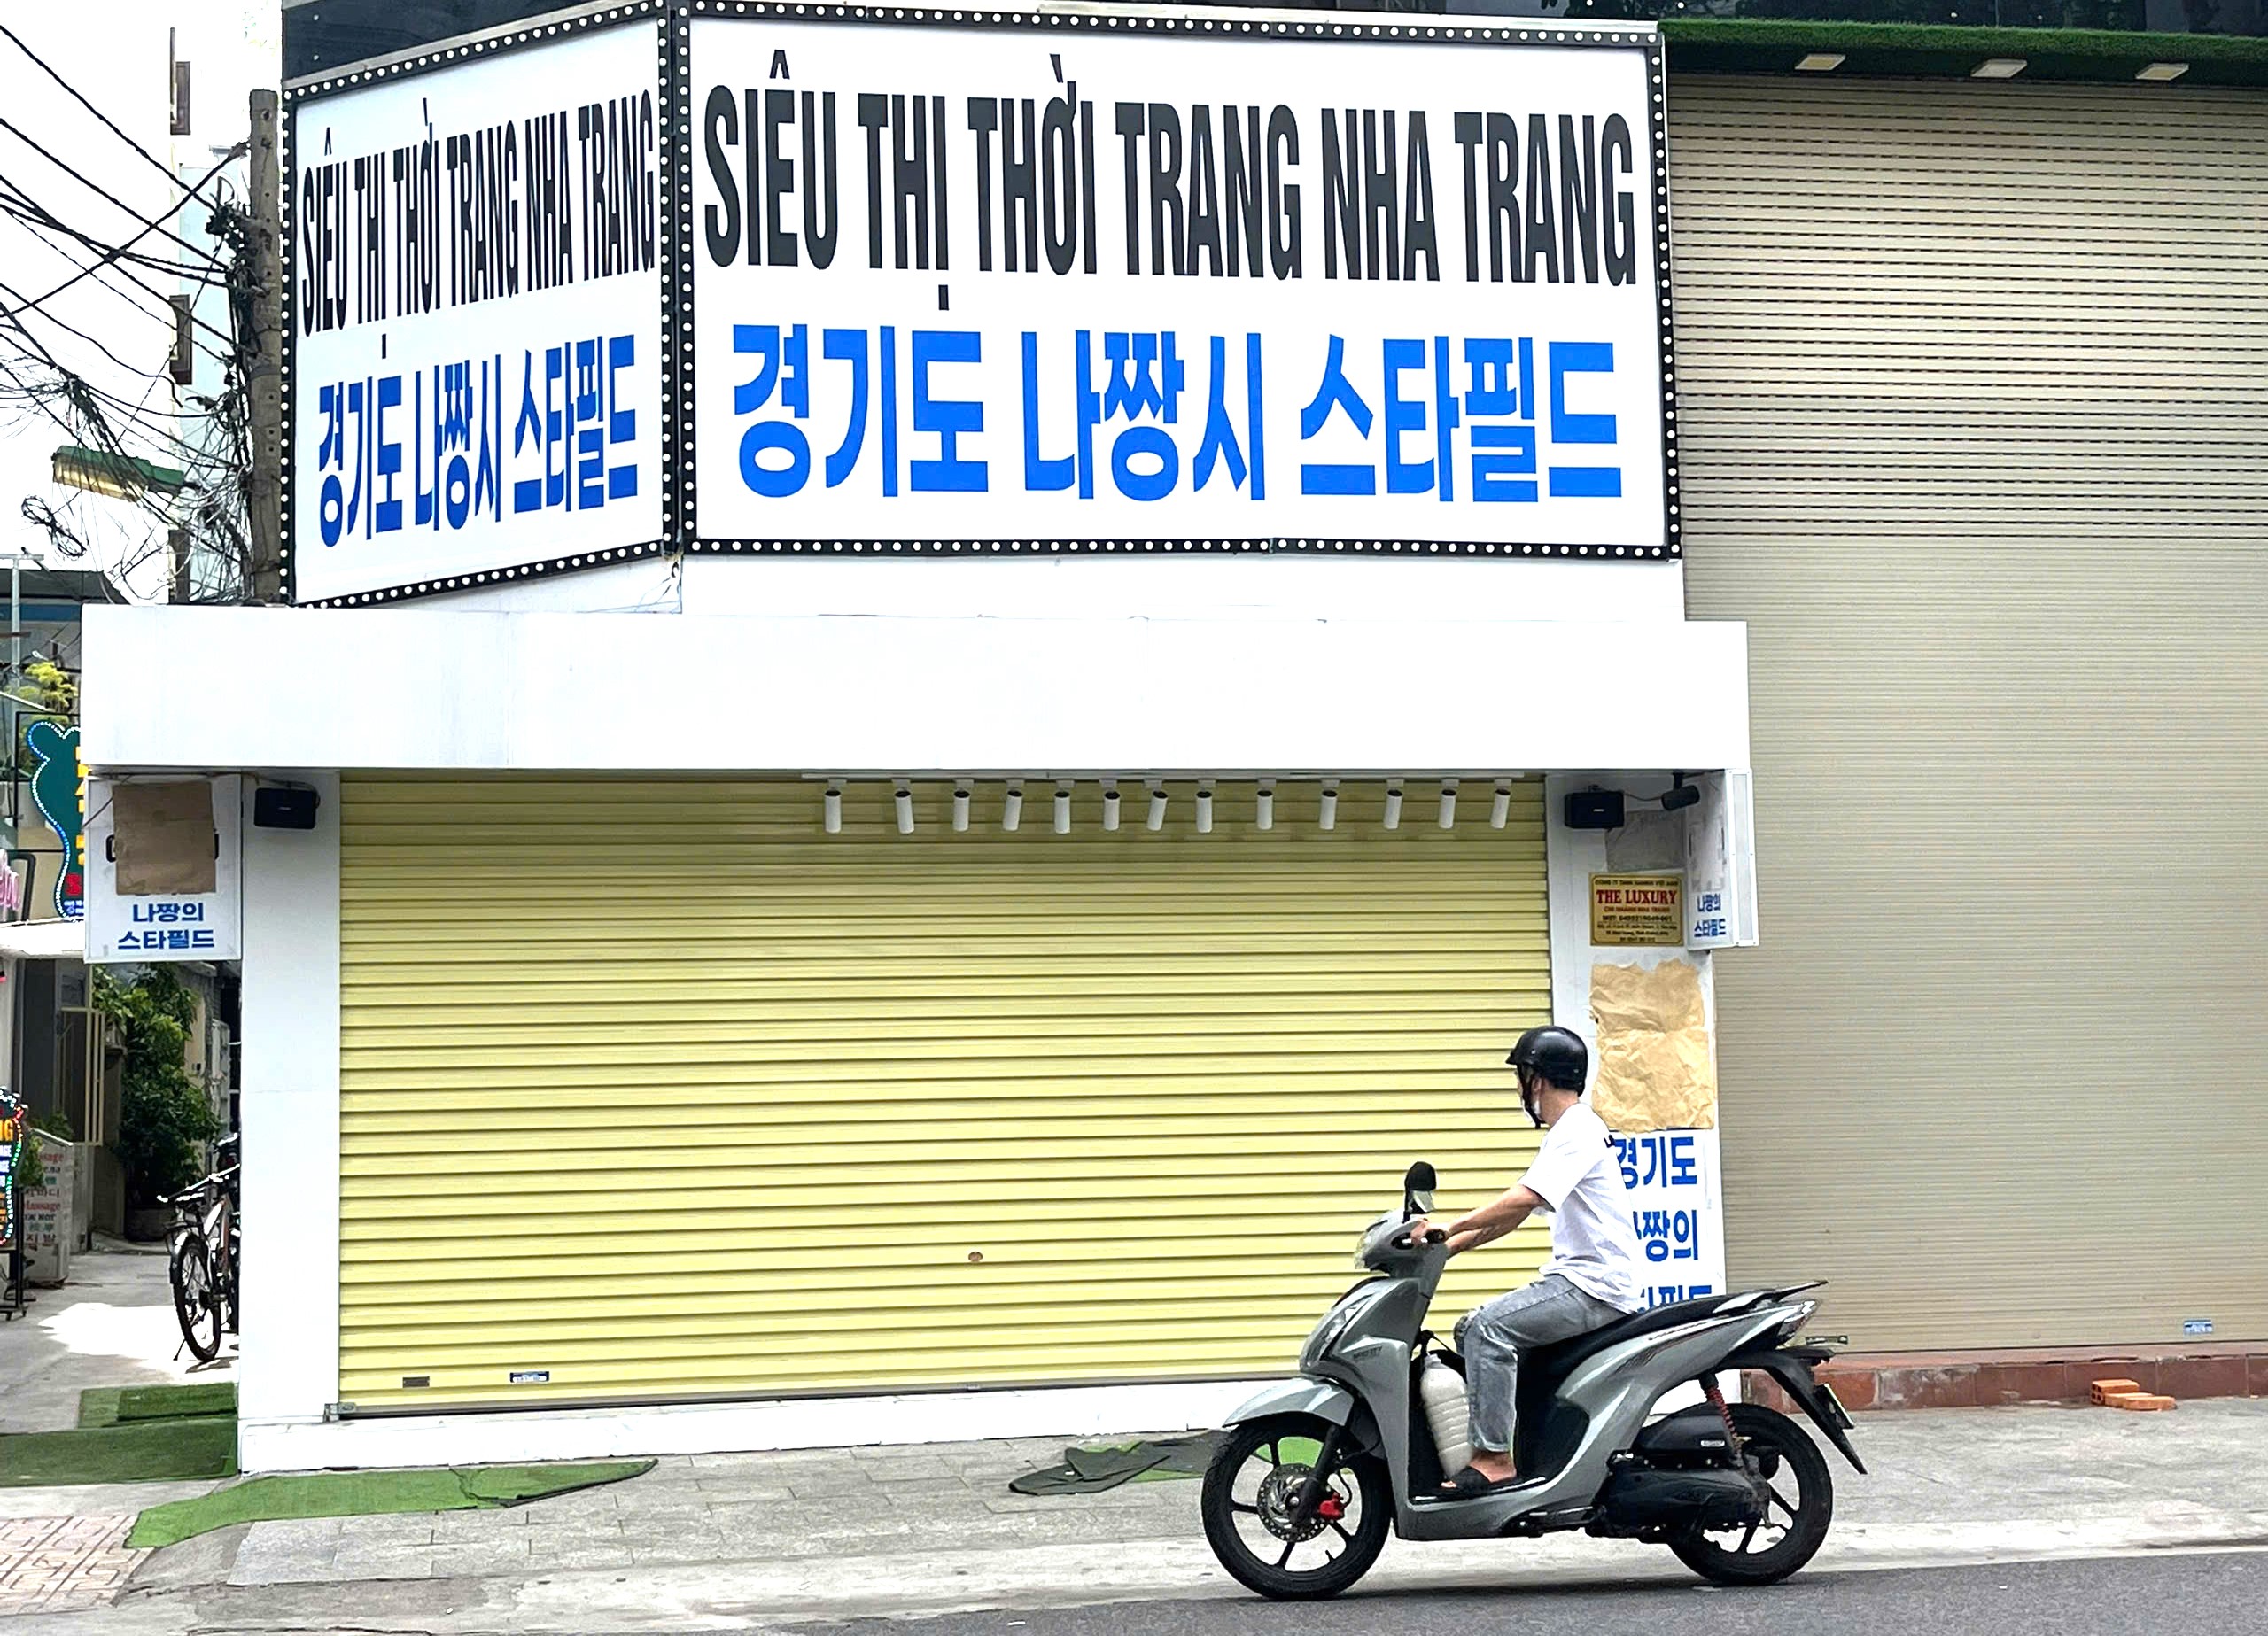 SIÊU THỊ THỜI TRANG NHA TRANG
경기도 나짱시 스타필드
SIÊU THỊ THỜI TRANG NHA TRANG
경기도 나짱시 스타필드
나짱의
스타필드
THE LUXURY
나짱의
스타필드
경기도
짱의